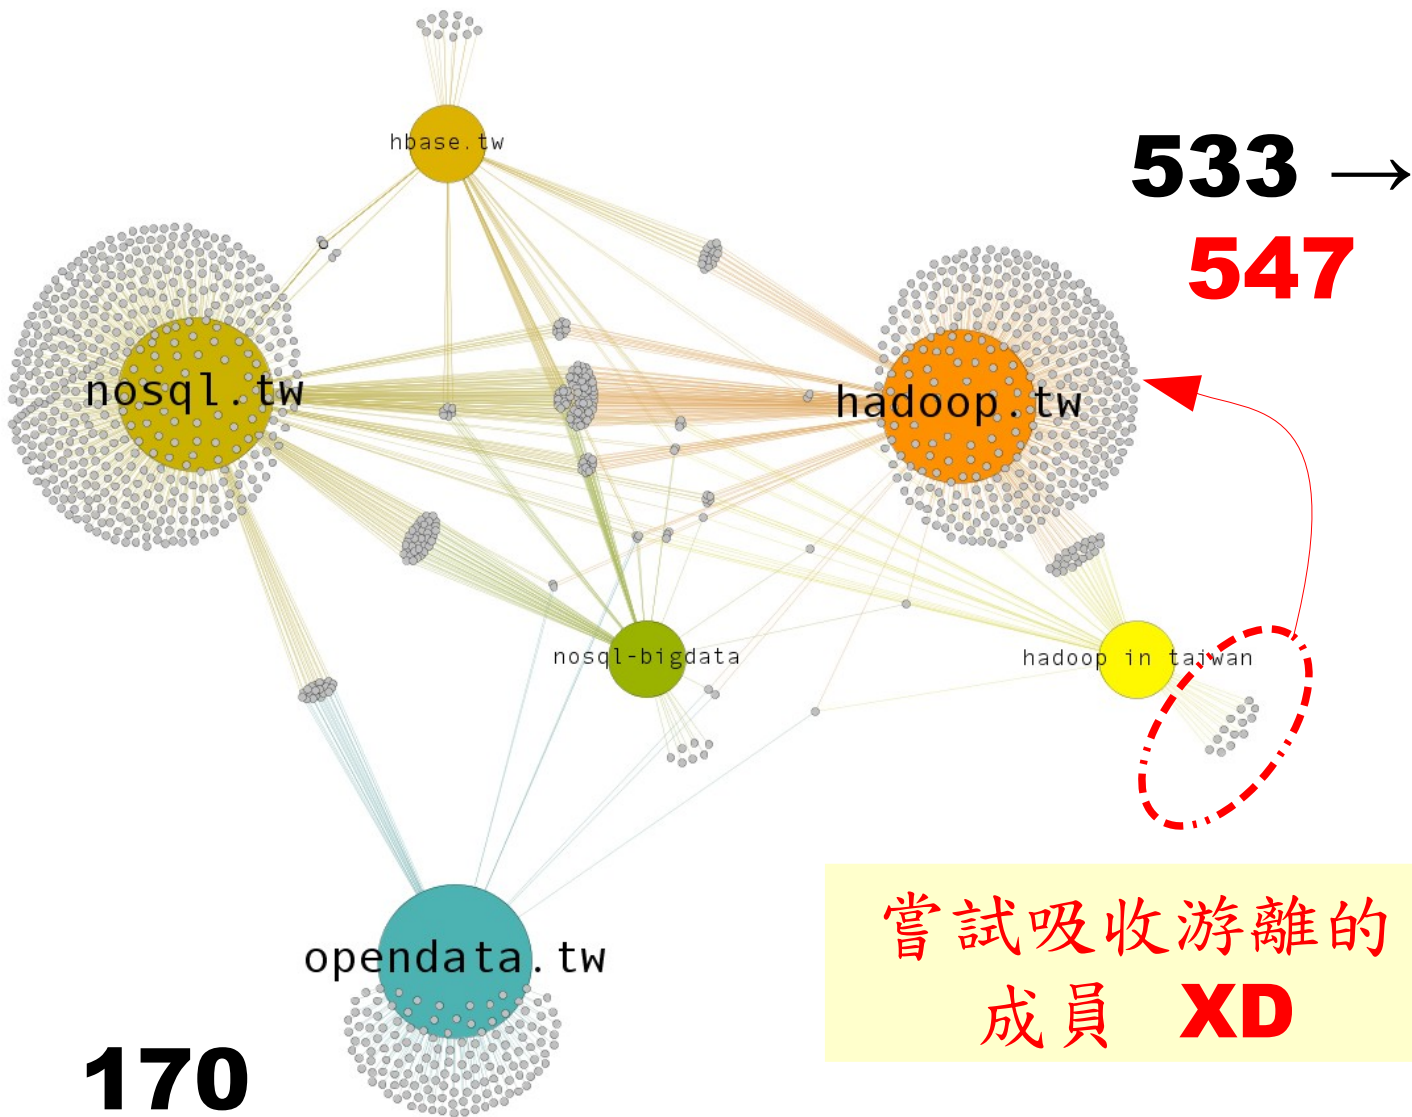 hbase.tw
533 →
547
nosql.tw
hadoop.tw
nosql-bigdata
hadoop in taiwan
嘗試吸收游離的
成員 XD
opendata.tw
170